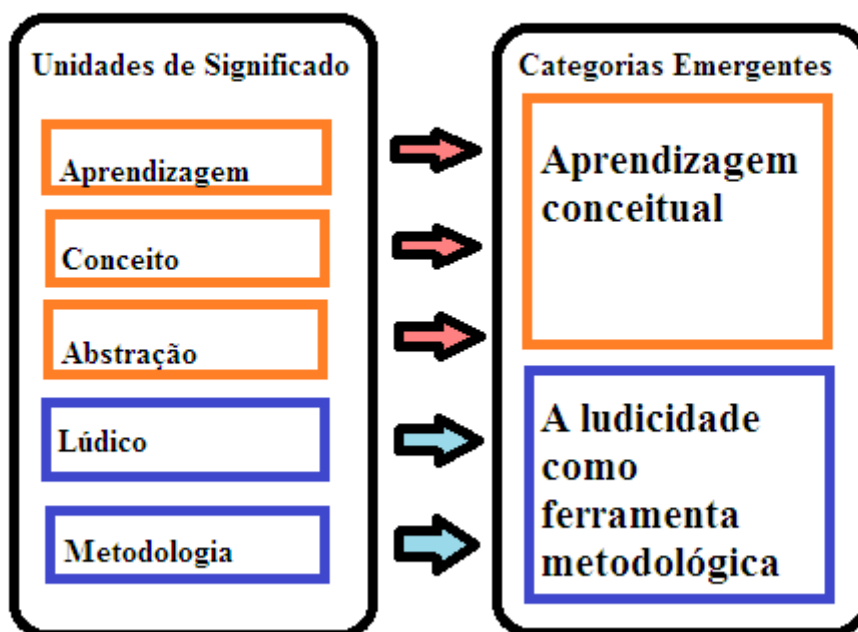 Unidades de Significado
Aprendizagem
Conceito
Abstração
Lúdico
Metodologia
Categorias Emergentes
Aprendizagem
conceitual
A ludicidade
como
ferramenta
metodológica